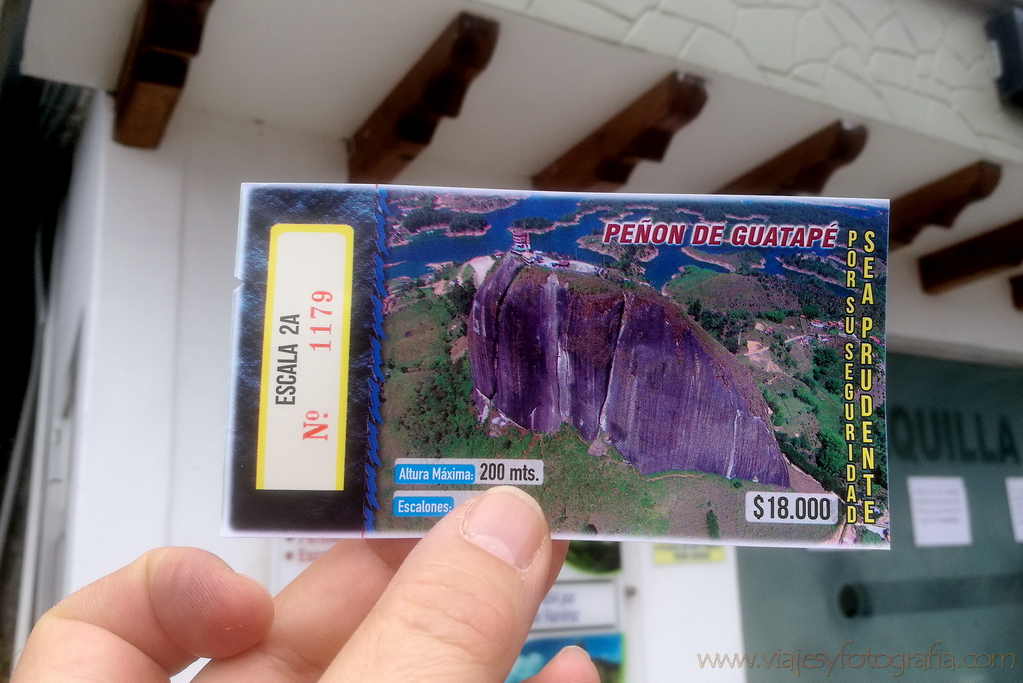 ESCALA 2A
Nº 1179
PEÑON DE GUATAPÉ
POR SU SEGURIDAD
SEA PRUDENTE
Altura Máxima: 200 mts.
Escalones:
$18.000
QUILLA
www.viajesyfotografia.com